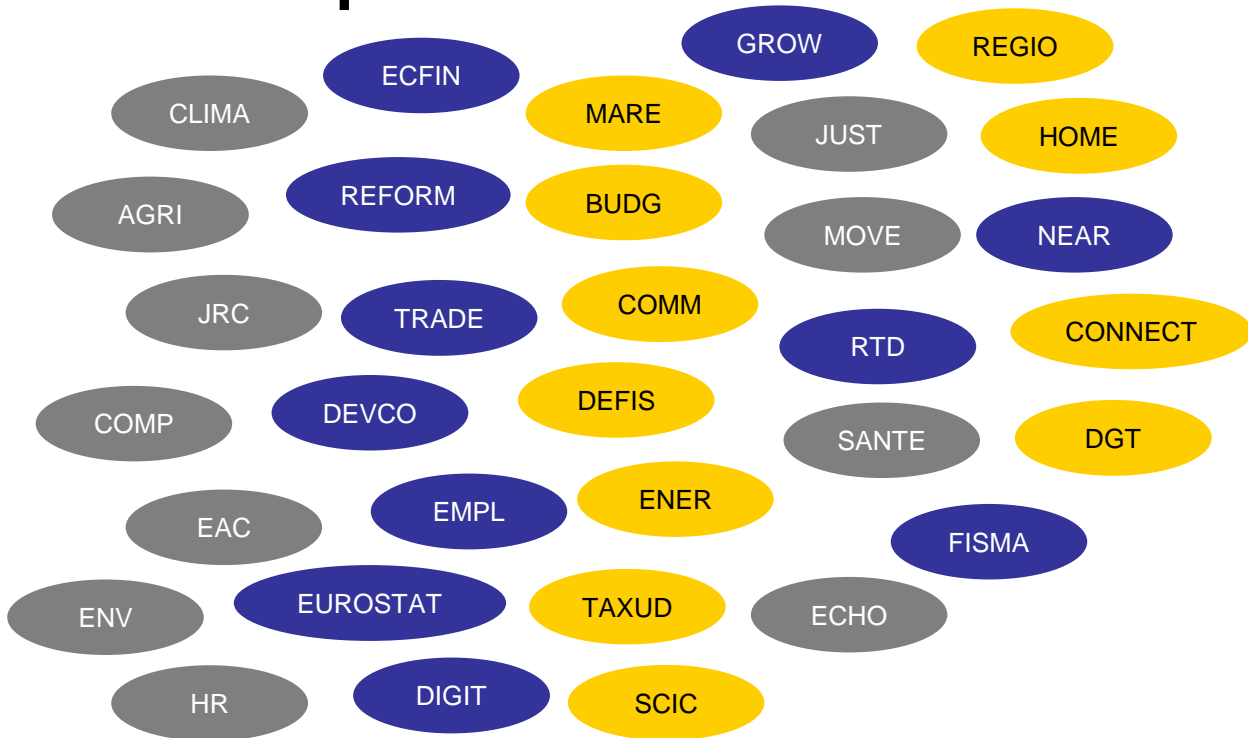 GROW
REGIO
ECFIN
CLIMA
MARE
JUST
HOME
REFORM
BUDG
AGRI
MOVE
NEAR
JRC
TRADE
COMM
RTD
CONNECT
COMP
DEVCO
DEFIS
SANTE
DGT
EAC
EMPL
ENER
FISMA
ENV
EUROSTAT
TAXUD
ECHO
HR
DIGIT
SCIC